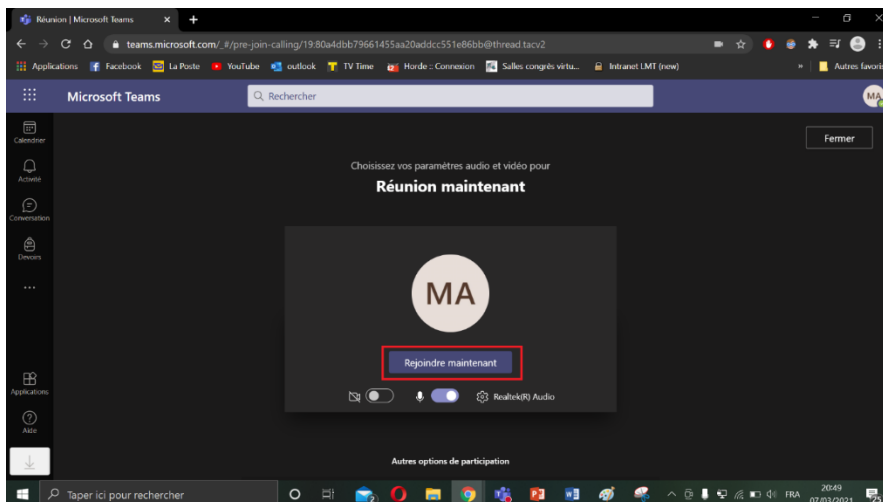 Réunion | Microsoft Teams
teams.microsoft.com/_#/pre-join-calling/19:80a4dbb79661455aa20addcc551e86bb@thread.tacv2
Applications Facebook La Poste YouTube outlook TV Time Horde :: Connexion Salles congrès virtu... Intranet LMT (new) » Autres favoris
Microsoft Teams
Rechercher
MA
Calendrier
Fermer
Activité
Choisissez vos paramètres audio et vidéo pour
Réunion maintenant
Conversation
Devoirs
MA
Rejoindre maintenant
Realtek(R) Audio
Applications
Aide
Autres options de participation
Taper ici pour rechercher
FRA
20:49
07/03/2021